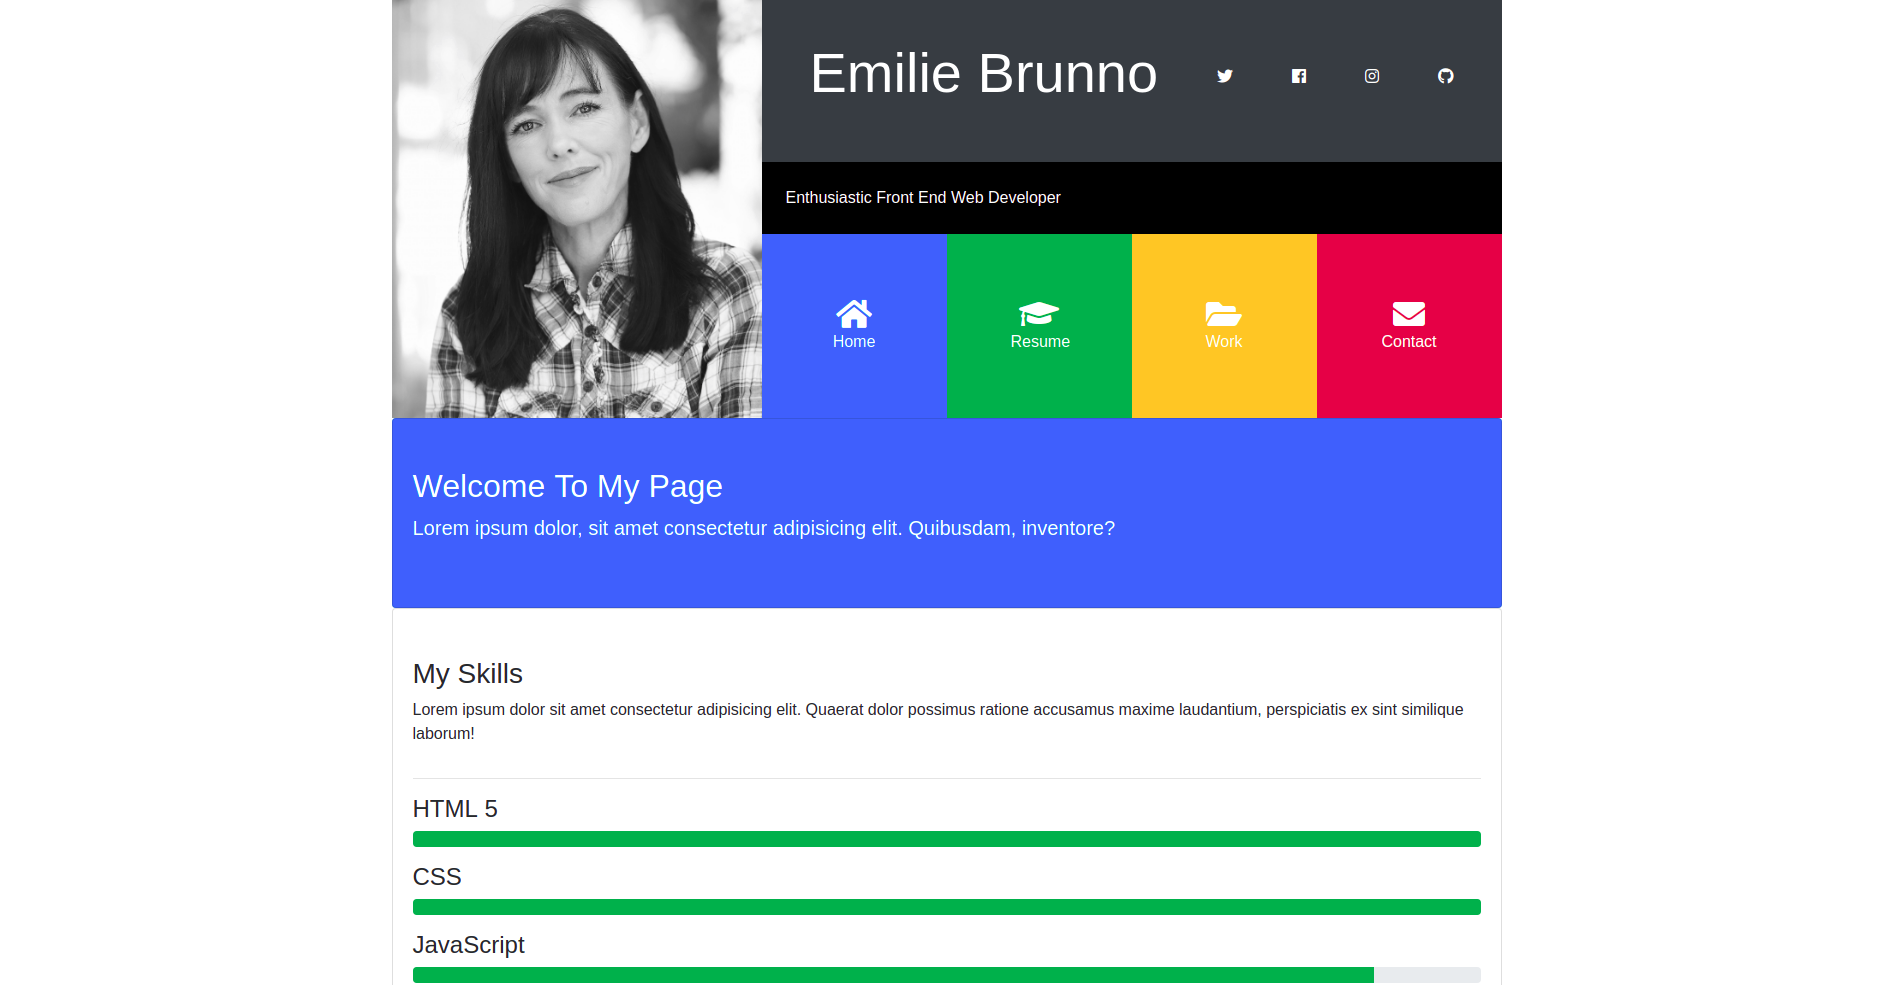 Emilie Brunno
Enthusiastic Front End Web Developer
Home
Resume
Work
Contact
Welcome To My Page
Lorem ipsum dolor, sit amet consectetur adipisicing elit. Quibusdam, inventore?
My Skills
Lorem ipsum dolor sit amet consectetur adipisicing elit. Quaerat dolor possimus ratione accusamus maxime laudantium, perspiciatis ex sint similique
laborum!
HTML 5
CSS
JavaScript